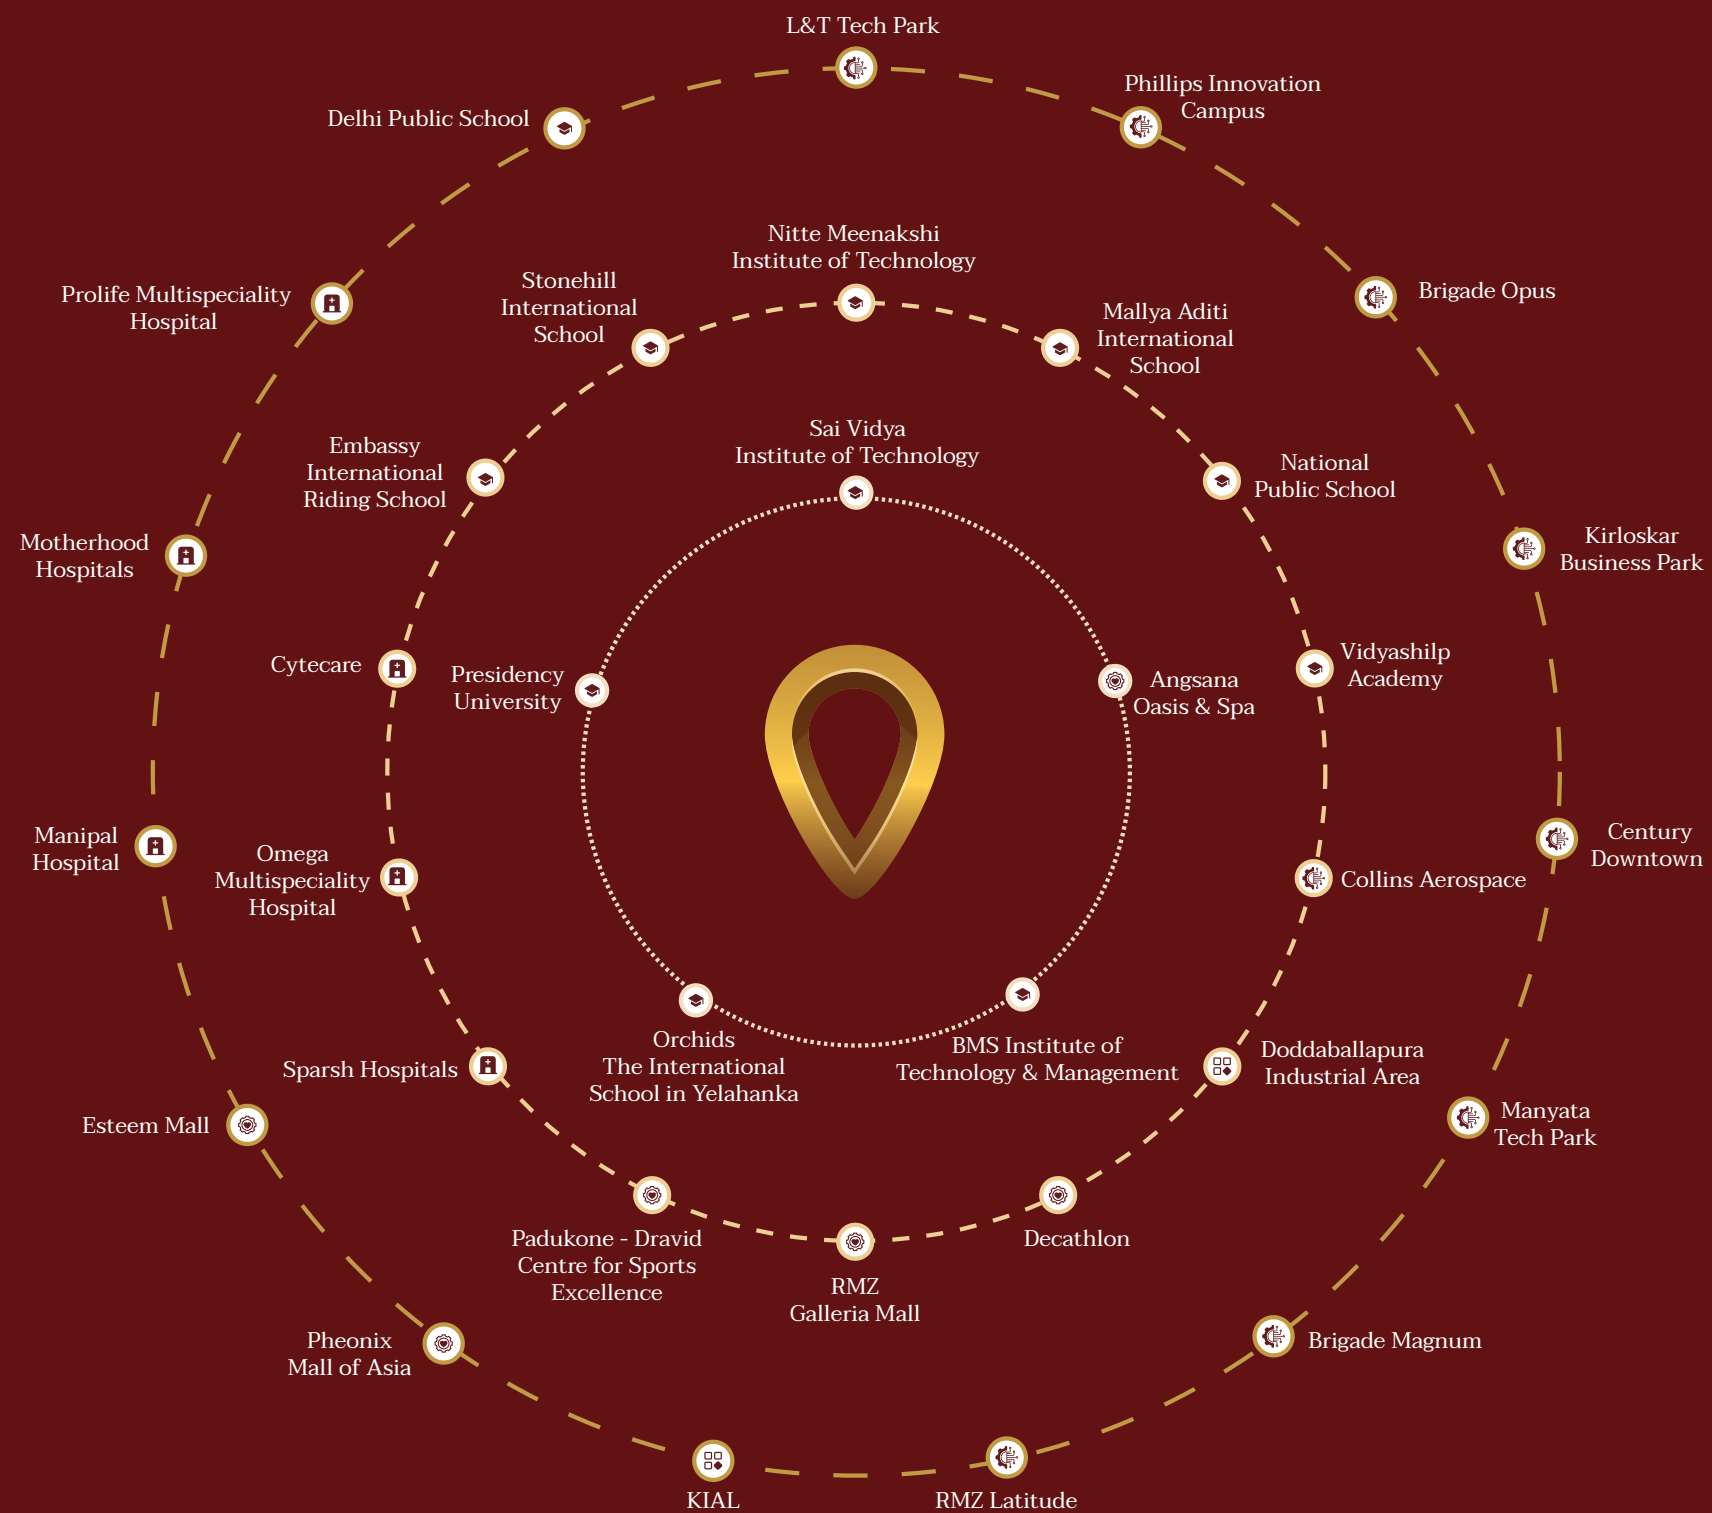 L&T Tech Park
Phillips Innovation
Campus
Delhi Public School
Nitte Meenakshi
Institute of Technology
Stonehill
International
School
Mallya Aditi
International
School
Prolife Multispeciality
Hospital
Brigade Opus
Sai Vidya
Institute of Technology
Embassy
International
Riding School
National
Public School
Motherhood
Hospitals
Kirloskar
Business Park
Cytecare
Presidency
University
Angsana
Oasis & Spa
Vidyashilp
Academy
Manipal
Hospital
Omega
Multispeciality
Hospital
Collins Aerospace
Century
Downtown
Sparsh Hospitals
Orchids
The International
School in Yelahanka
BMS Institute of
Technology & Management
Doddaballapura
Industrial Area
Esteem Mall
Manyata
Tech Park
Padukone - Dravid
Centre for Sports
Excellence
RMZ
Galleria Mall
Decathlon
Pheonix
Mall of Asia
Brigade Magnum
KIAL
RMZ Latitude